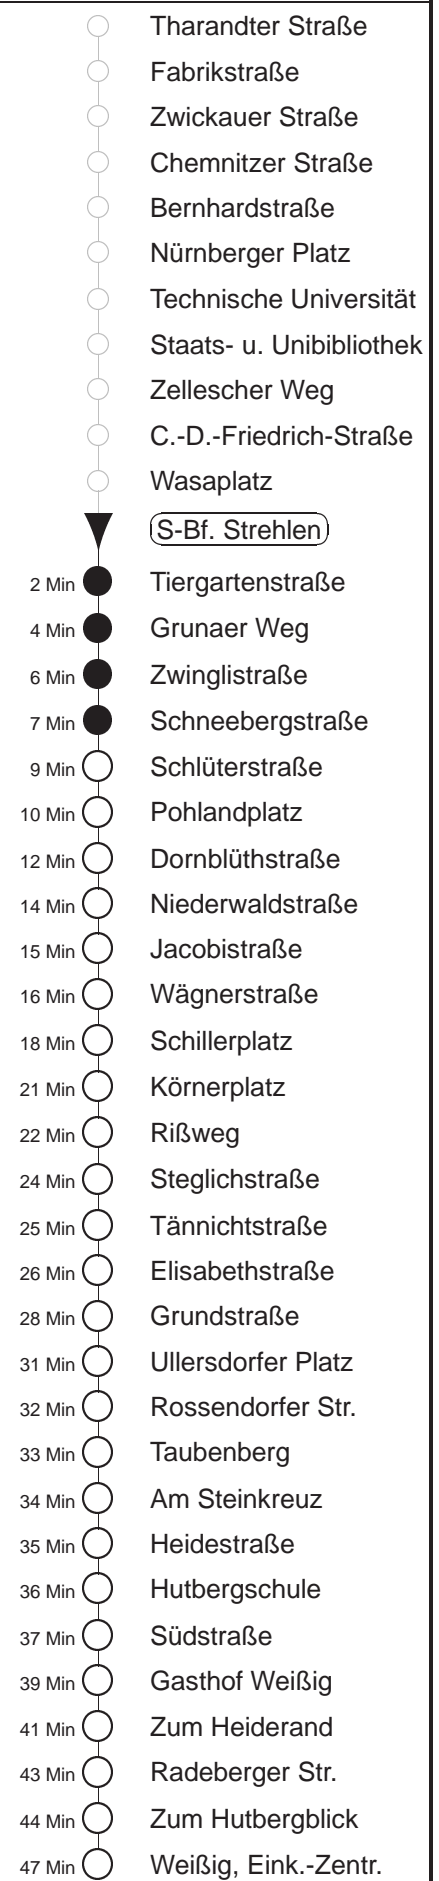 Tharandter Straße
Fabrikstraße
Zwickauer Straße
Chemnitzer Straße
Bernhardstraße
Nürnberger Platz
Technische Universität
Staats- u. Unibibliothek
Zellescher Weg
C.-D.-Friedrich-Straße
Wasaplatz
S-Bf. Strehlen
2 Min Tiergartenstraße
4 Min Grunaer Weg
6 Min Zwinglistraße
7 Min Schneebergstraße
9 Min Schlüterstraße
10 Min Pohlandplatz
12 Min Dornblüthstraße
14 Min Niederwaldstraße
15 Min Jacobistraße
16 Min Wägnerstraße
18 Min Schillerplatz
21 Min Körnerplatz
22 Min Rißweg
24 Min Steglichstraße
25 Min Tännichtstraße
26 Min Elisabethstraße
28 Min Grundstraße
31 Min Ullersdorfer Platz
32 Min Rossendorfer Str.
33 Min Taubenberg
34 Min Am Steinkreuz
35 Min Heidestraße
36 Min Hutbergschule
37 Min Südstraße
39 Min Gasthof Weißig
41 Min Zum Heiderand
43 Min Radeberger Str.
44 Min Zum Hutbergblick
47 Min Weißig, Eink.-Zentr.